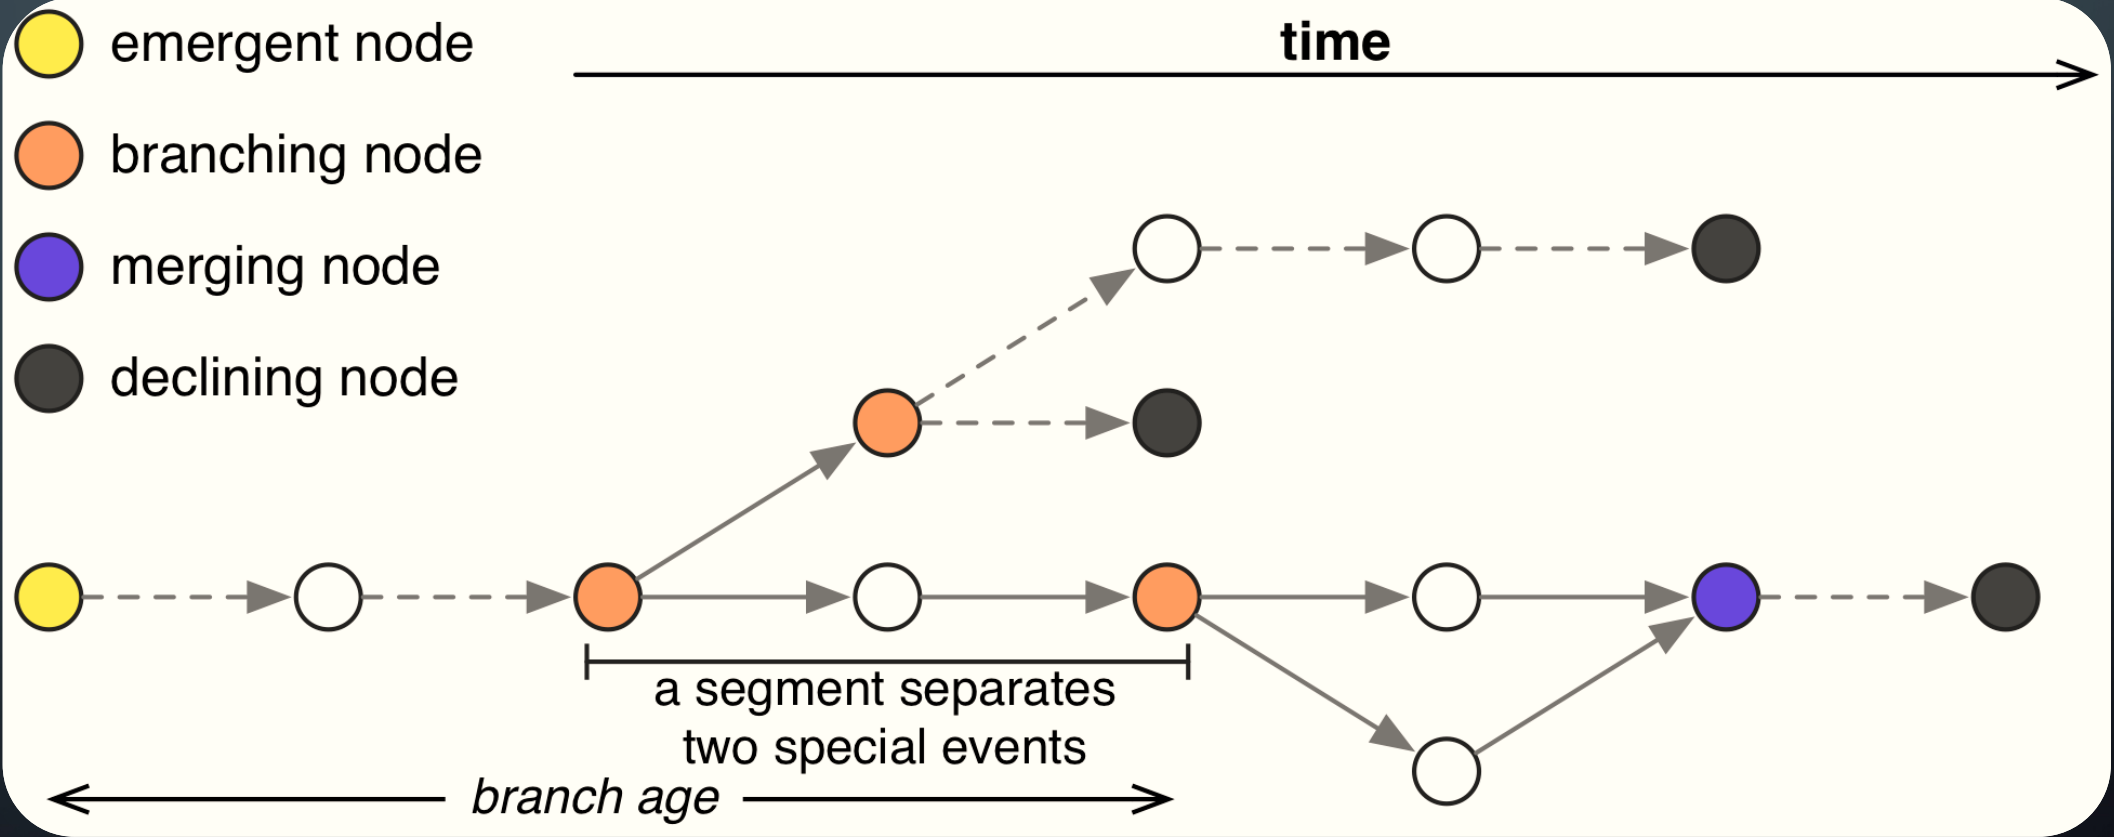 emergent node
time
branching node
merging node
declining node
a segment separates
two special events
branch age